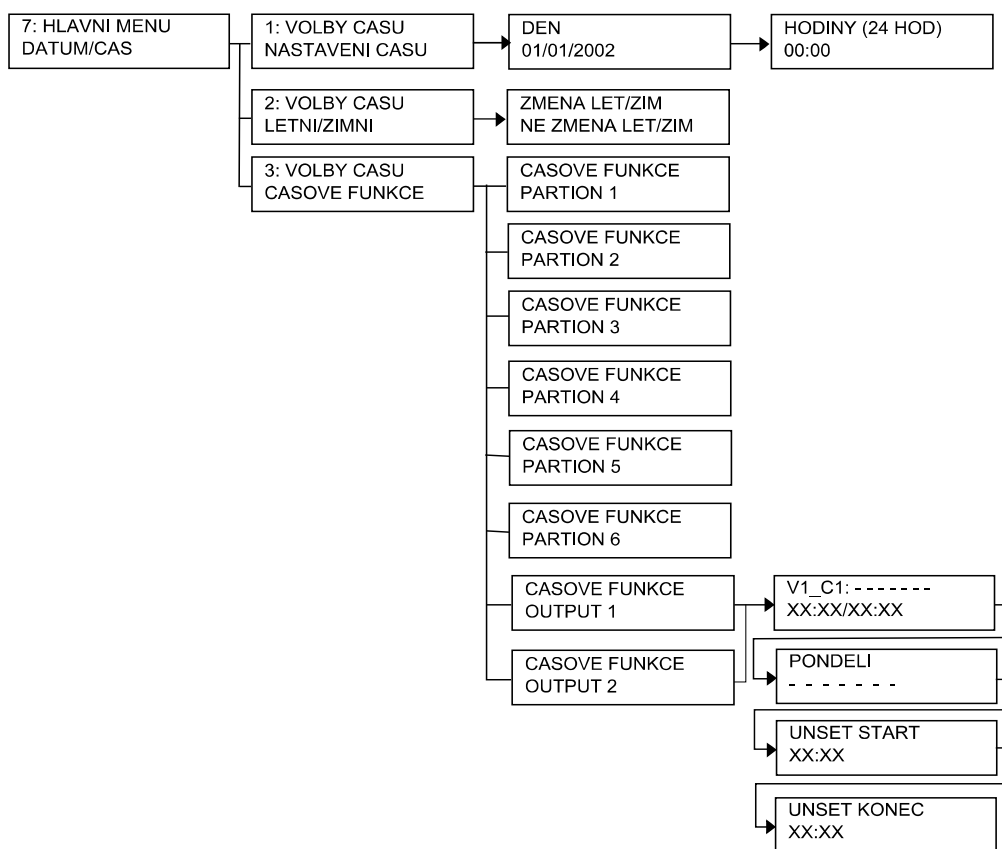 7: HLAVNI MENU
DATUM/CAS
1: VOLBY CASU
NASTAVENI CASU
DEN
01/01/2002
HODINY (24 HOD)
00:00
2: VOLBY CASU
LETNI/ZIMNI
ZMENA LET/ZIM
NE ZMENA LET/ZIM
3: VOLBY CASU
CASOVE FUNKCE
CASOVE FUNKCE
PARTION 1
CASOVE FUNKCE
PARTION 2
CASOVE FUNKCE
PARTION 3
CASOVE FUNKCE
PARTION 4
CASOVE FUNKCE
PARTION 5
CASOVE FUNKCE
PARTION 6
CASOVE FUNKCE
OUTPUT 1
V1_C1: - - - - - - -
XX:XX/XX:XX
CASOVE FUNKCE
OUTPUT 2
PONDELI
- - - - - - -
UNSET START
XX:XX
UNSET KONEC
XX:XX